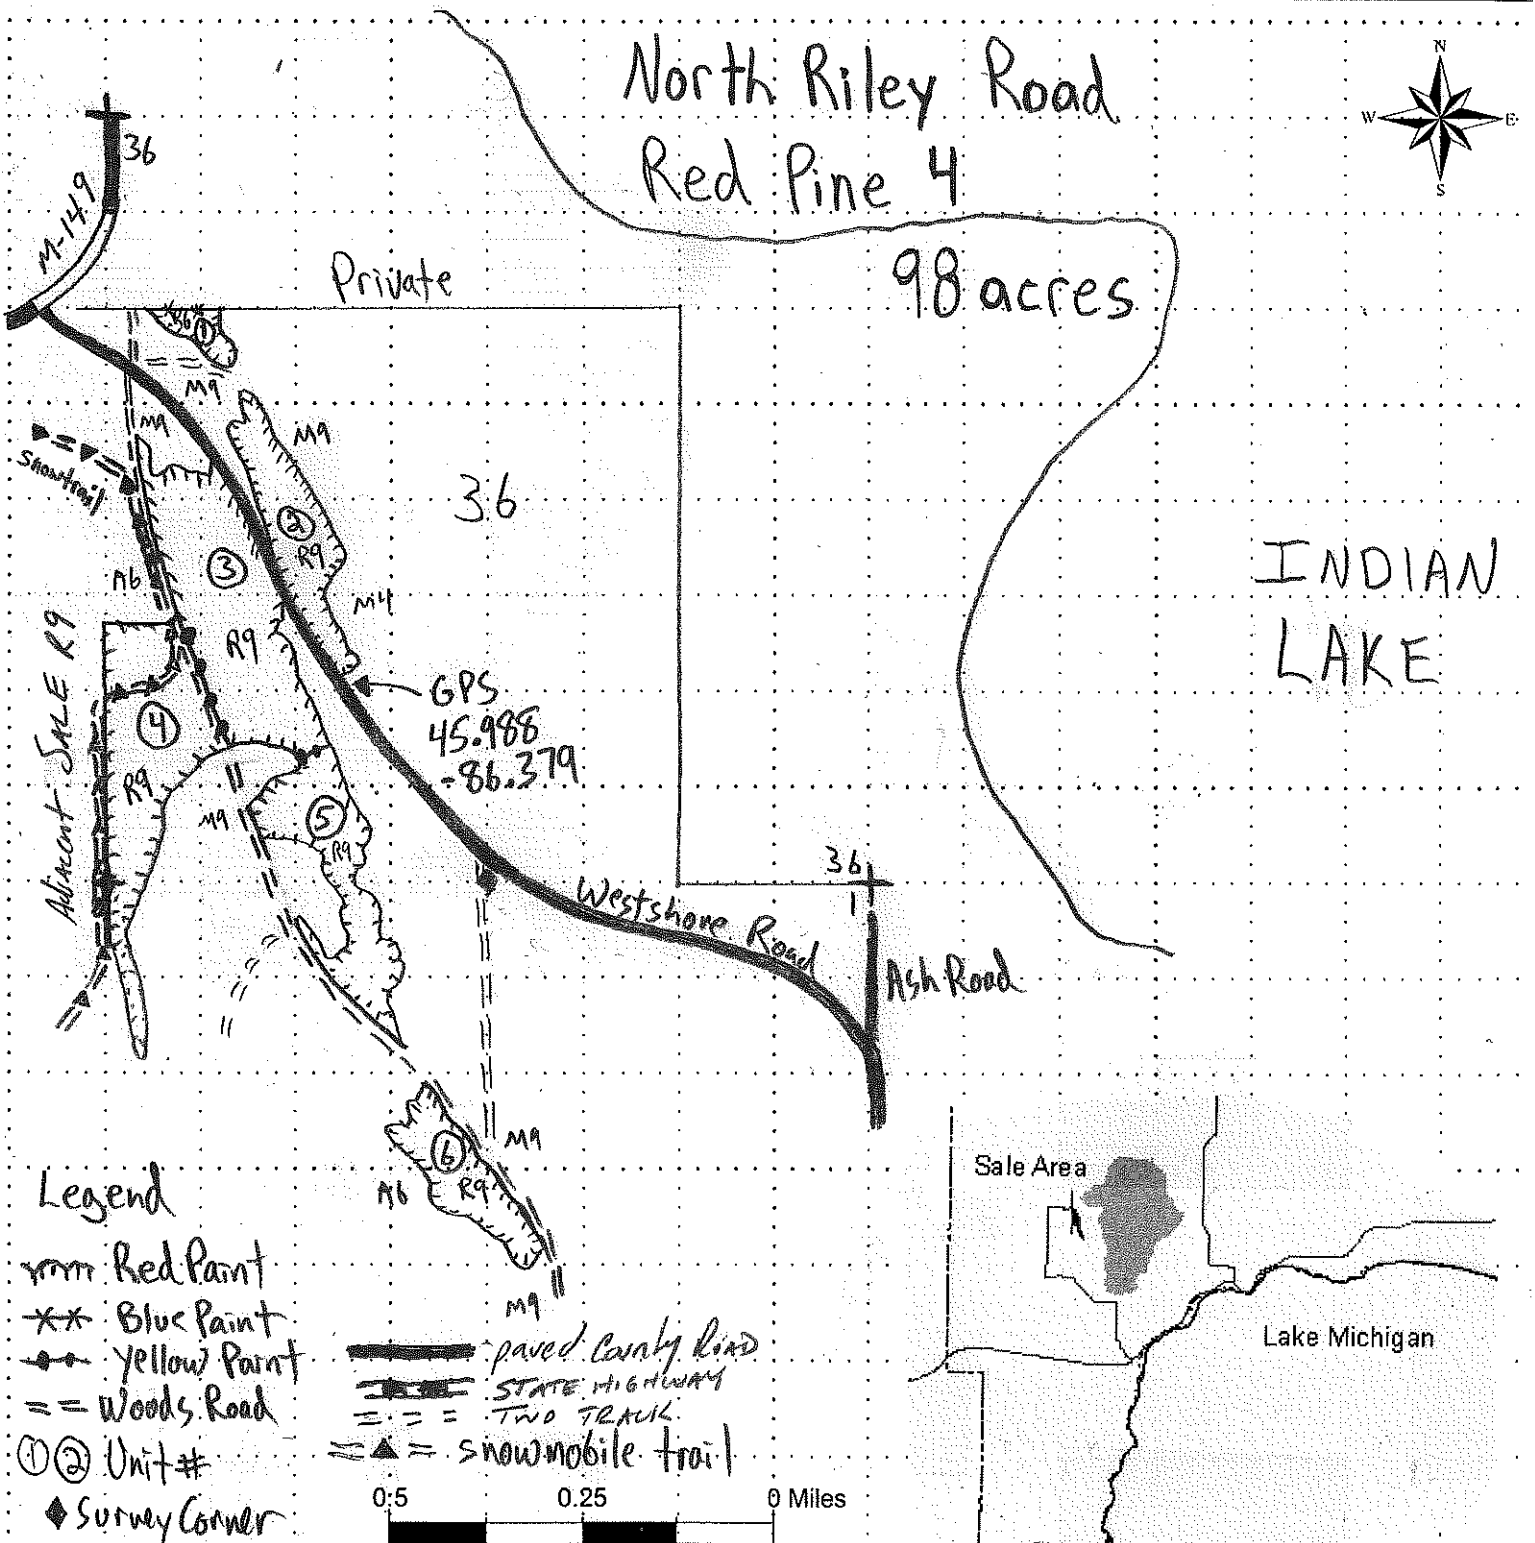 North Riley Road
Red Pine 4
98 acres
N
W E
S
36
M-149
Private
R6 1
M9
M9
M9
Snowtrail
36
2
R9
3
A6
M4
R9
INDIAN
LAKE
Adjacent SALE R9
GPS
45.988
-86.379
4
R9
M9
5
R9
36
1
Westshore Road
Ash Road
6
M9
A6
R9
M9
Sale Area
Lake Michigan
Legend
Red Paint
Blue Paint
Yellow Paint
Woods Road
1 2 Unit #
Survey Corner
paved County Road
STATE HIGHWAY
TWO TRACK
snowmobile trail
0.5 0.25 0 Miles